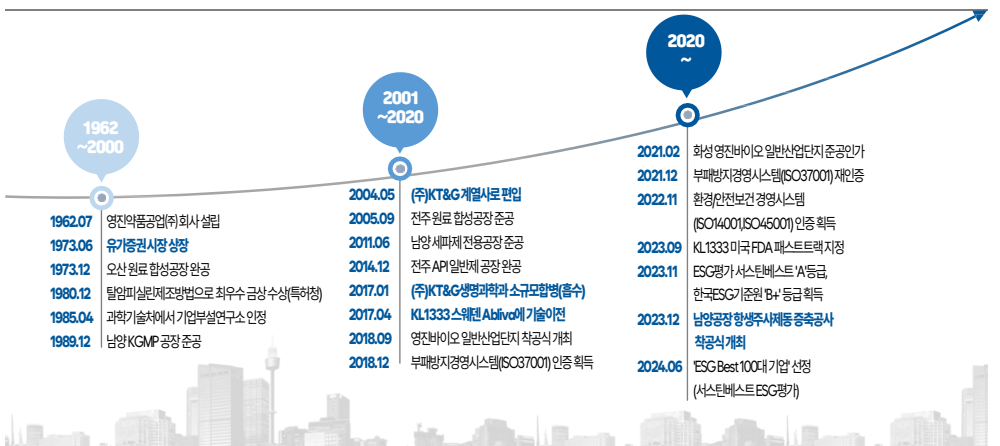 1962
~2000
1962.07 영진약품공업(주) 회사 설립
1973.06 유가증권시장 상장
1973.12 오산 원료 합성공장 완공
1980.12 탈암피실린제조방법으로 최우수 금상 수상(특허청)
1985.04 과학기술처에서 기업부설연구소 인정
1989.12 남양 KGMP 공장 준공
2001
~2020
2004.05 (주)KT&G 계열사로 편입
2005.09 전주 원료 합성공장 준공
2011.06 남양 세파제 전용공장 준공
2014.12 전주 API 일반제 공장 완공
2017.01 (주)KT&G생명과학과 소규모합병(흡수)
2017.04 KL1333 스웨덴 Abliva에 기술이전
2018.09 영진바이오 일반산업단지 착공식 개최
2018.12 부패방지경영시스템(ISO37001) 인증 획득
2020
~
2021.02 화성 영진바이오 일반산업단지 준공인가
2021.12 부패방지경영시스템(ISO37001) 재인증
2022.11 환경/안전보건 경영시스템
(ISO14001,ISO45001) 인증 획득
2023.09 KL1333 미국 FDA 패스트트랙 지정
2023.11 ESG평가 서스틴베스트 'A'등급,
한국ESG기준원 'B+' 등급 획득
2023.12 남양공장 항생주사제동 증축공사
착공식 개최
2024.06 'ESG Best 100대 기업' 선정
(서스틴베스트 ESG평가)